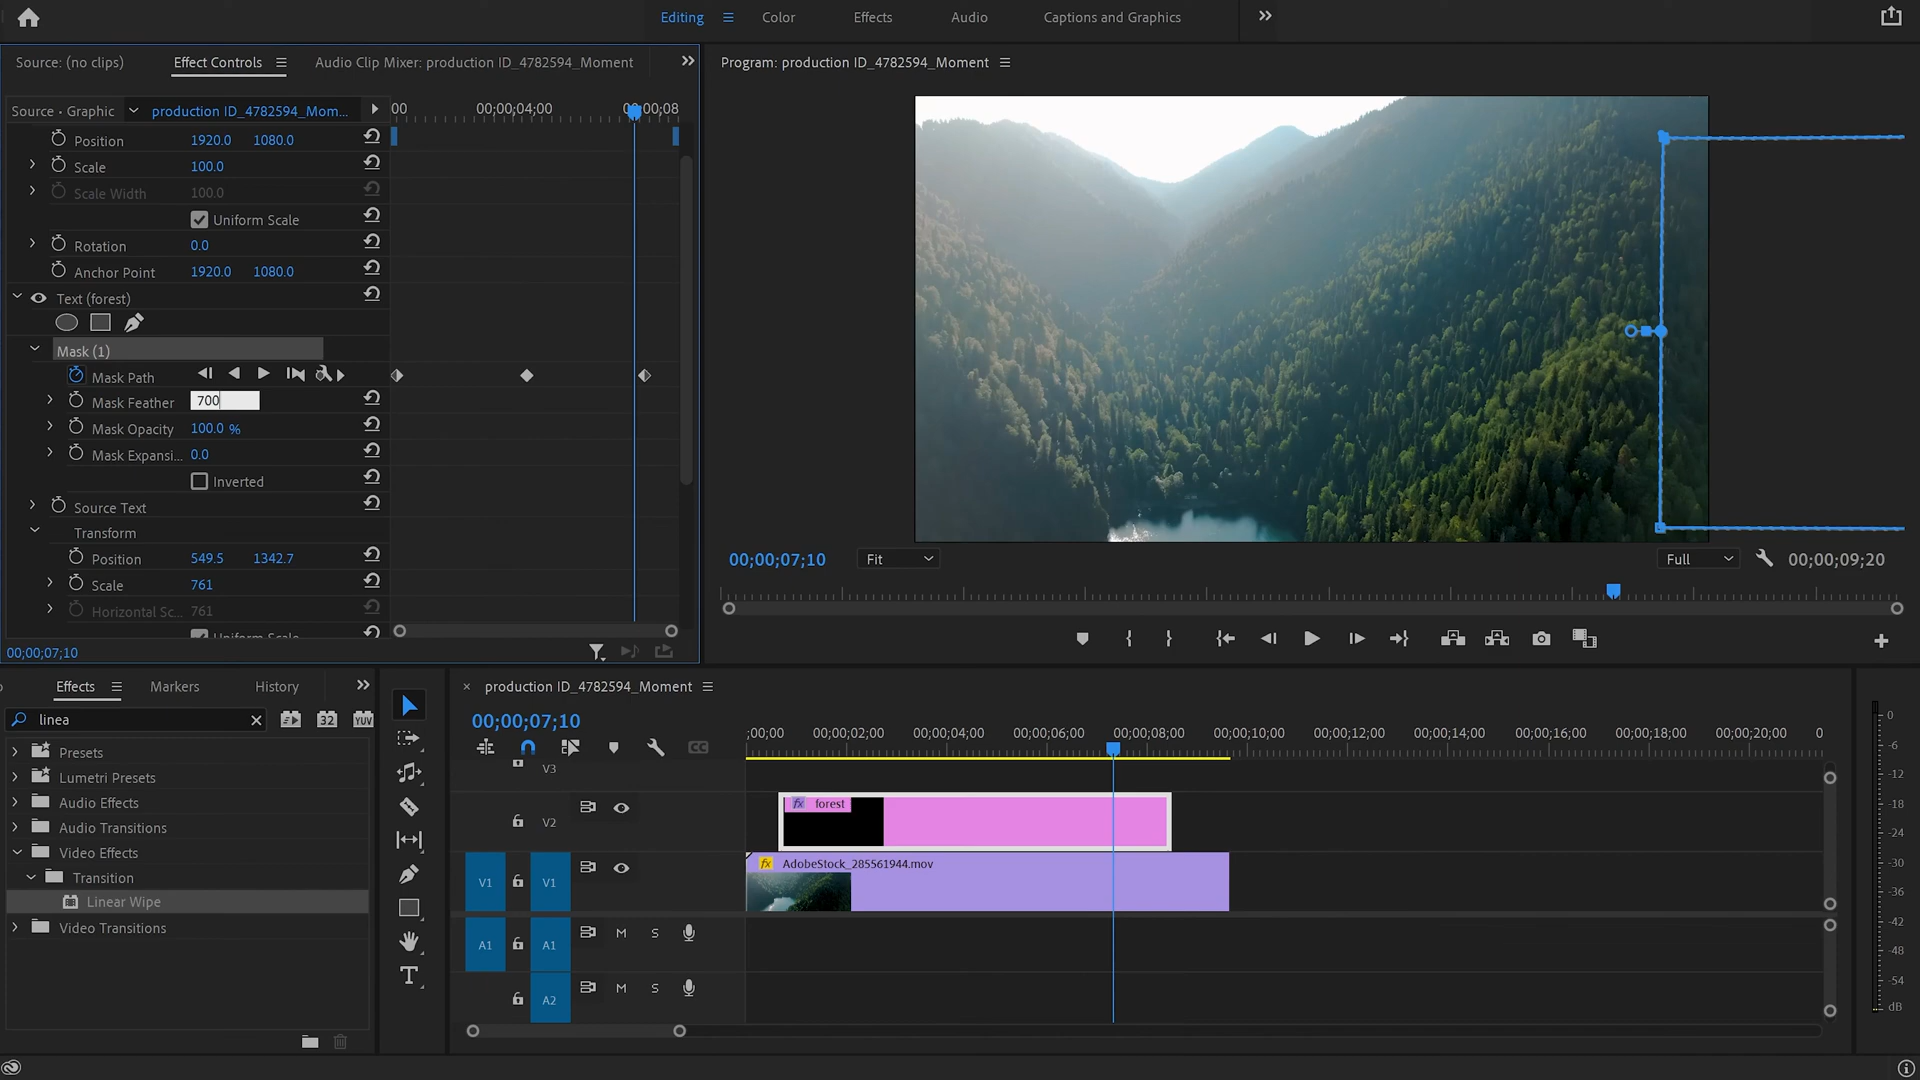 Editing
Color
Effects
Audio
Captions and Graphics
Source: (no clips)
Effect Controls
Audio Clip Mixer: production ID_4782594_Moment
Program: production ID_4782594_Moment
Source · Graphic
production ID_4782594_Mom...
00
00;00;04;00
00;00;08
Position 1920.0 1080.0
Scale 100.0
Scale Width 100.0
Uniform Scale
Rotation 0.0
Anchor Point 1920.0 1080.0
Text (forest)
Mask (1)
Mask Path
Mask Feather 700
Mask Opacity 100.0 %
Mask Expansi... 0.0
Inverted
Source Text
Transform
Position 549.5 1342.7
Scale 761
Horizontal Sc... 761
Uniform Scale
00;00;07;10
00;00;07;10
Fit
Full
00;00;09;20
Effects
Markers
History
linea
32
YUV
Presets
Lumetri Presets
Audio Effects
Audio Transitions
Video Effects
Transition
Linear Wipe
Video Transitions
production ID_4782594_Moment
00;00;07;10
;00;00
00;00;02;00
00;00;04;00
00;00;06;00
00;00;08;00
00;00;10;00
00;00;12;00
00;00;14;00
00;00;16;00
00;00;18;00
00;00;20;00
0
CC
V3
V2
fx forest
V1 V1
fx AdobeStock_285561944.mov
A1 A1 M S
A2 M S
0
-6
-12
-18
-24
-30
-36
-42
-48
-54
dB